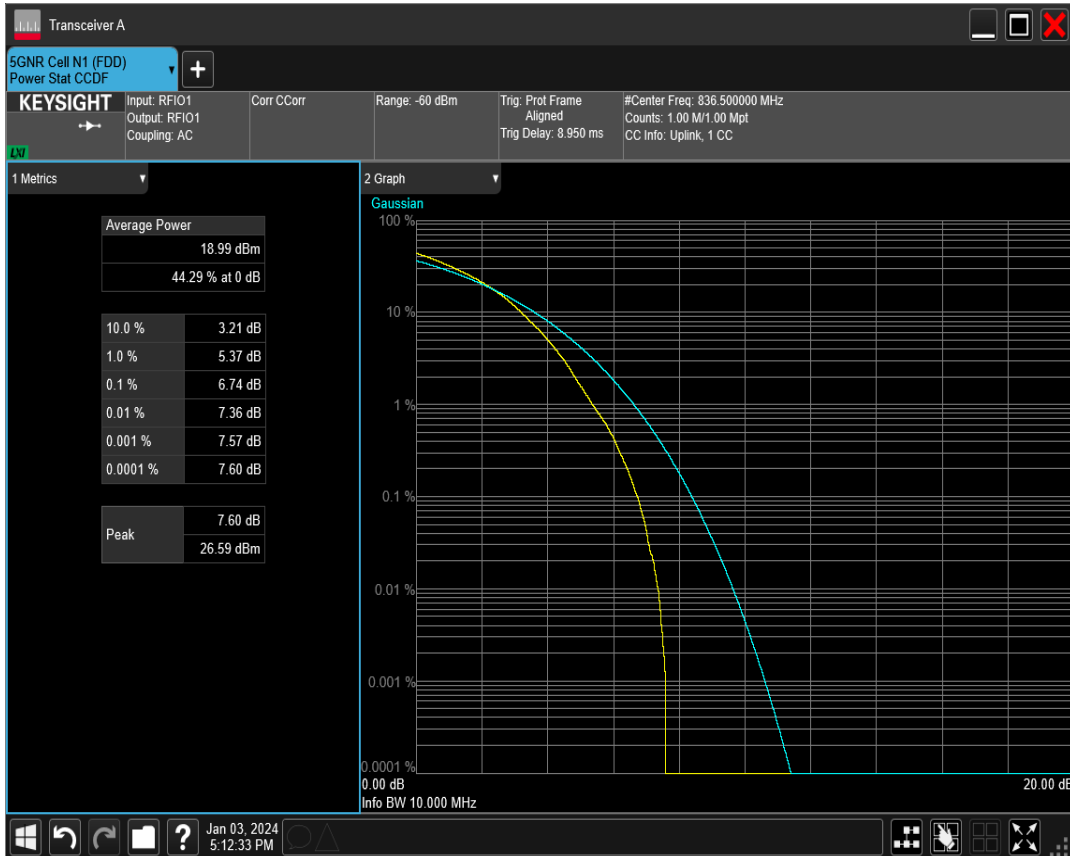 Transceiver A
5GNR Cell N1 (FDD)
Power Stat CCDF
+
KEYSIGHT
LXI
Input: RFIO1
Output: RFIO1
Coupling: AC
Corr CCorr
Range: -60 dBm
Trig: Prot Frame
Aligned
Trig Delay: 8.950 ms
#Center Freq: 836.500000 MHz
Counts: 1.00 M/1.00 Mpt
CC Info: Uplink, 1 CC
1 Metrics
Average Power
18.99 dBm
44.29 % at 0 dB
10.0 % 3.21 dB
1.0 % 5.37 dB
0.1 % 6.74 dB
0.01 % 7.36 dB
0.001 % 7.57 dB
0.0001 % 7.60 dB
Peak
7.60 dB
26.59 dBm
2 Graph
Gaussian
100 %
10 %
1 %
0.1 %
0.01 %
0.001 %
0.0001 %
0.00 dB 20.00 dB
Info BW 10.000 MHz
?
Jan 03, 2024
5:12:33 PM